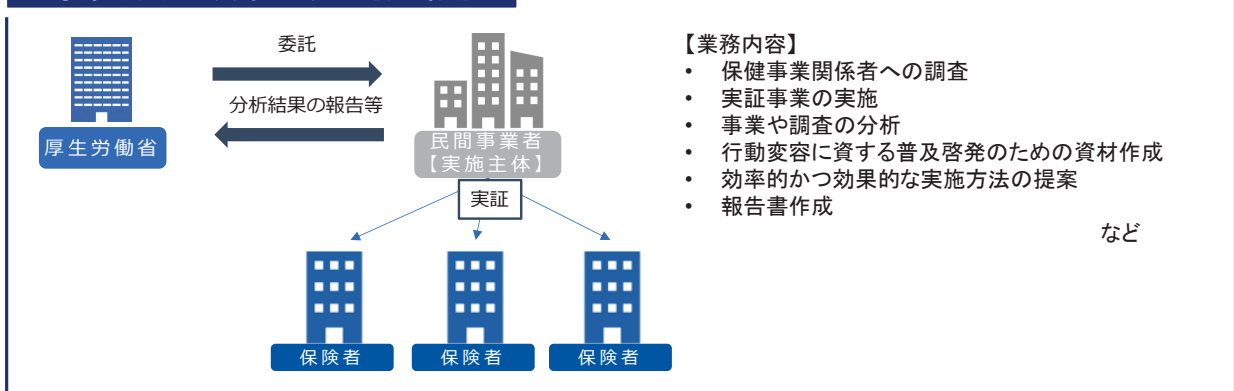 委託
分析結果の報告等
厚生労働省
民間事業者
【実施主体】
実証
保険者
保険者
保険者
【業務内容】
• 保健事業関係者への調査
• 実証事業の実施
• 事業や調査の分析
• 行動変容に資する普及啓発のための資材作成
• 効率的かつ効果的な実施方法の提案
• 報告書作成
など